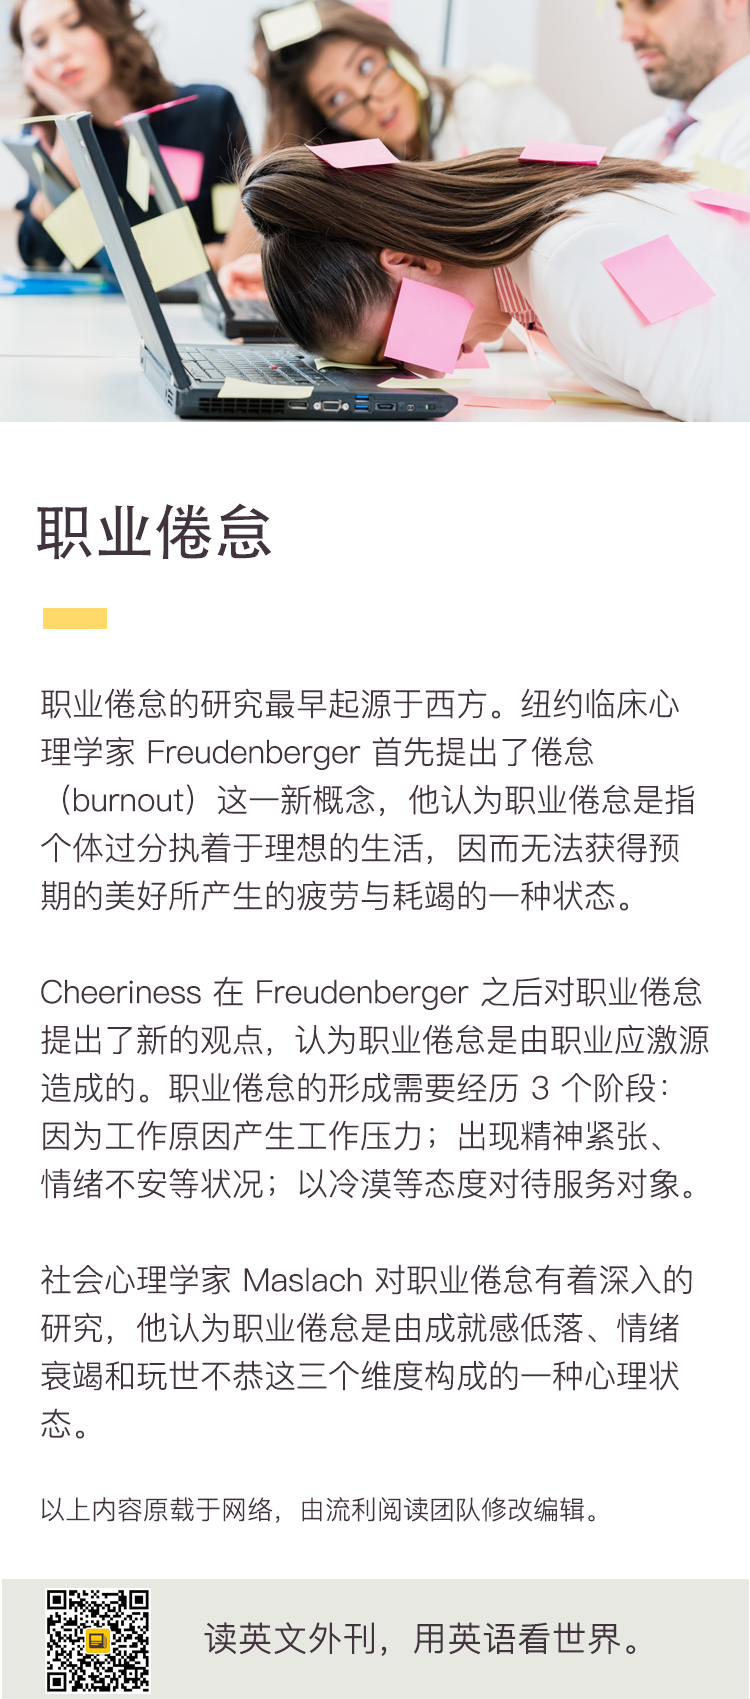 职业倦怠
职业倦怠的研究最早起源于西方。纽约临床心
理学家 Freudenberger 首先提出了倦怠
（burnout）这一新概念，他认为职业倦怠是指
个体过分执着于理想的生活，因而无法获得预
期的美好所产生的疲劳与耗竭的一种状态。
Cheeriness 在 Freudenberger 之后对职业倦怠
提出了新的观点，认为职业倦怠是由职业应激源
造成的。职业倦怠的形成需要经历 3 个阶段：
因为工作原因产生工作压力；出现精神紧张、
情绪不安等状况；以冷漠等态度对待服务对象。
社会心理学家 Maslach 对职业倦怠有着深入的
研究，他认为职业倦怠是由成就感低落、情绪
衰竭和玩世不恭这三个维度构成的一种心理状
态。
以上内容原载于网络，由流利阅读团队修改编辑。
读英文外刊，用英语看世界。